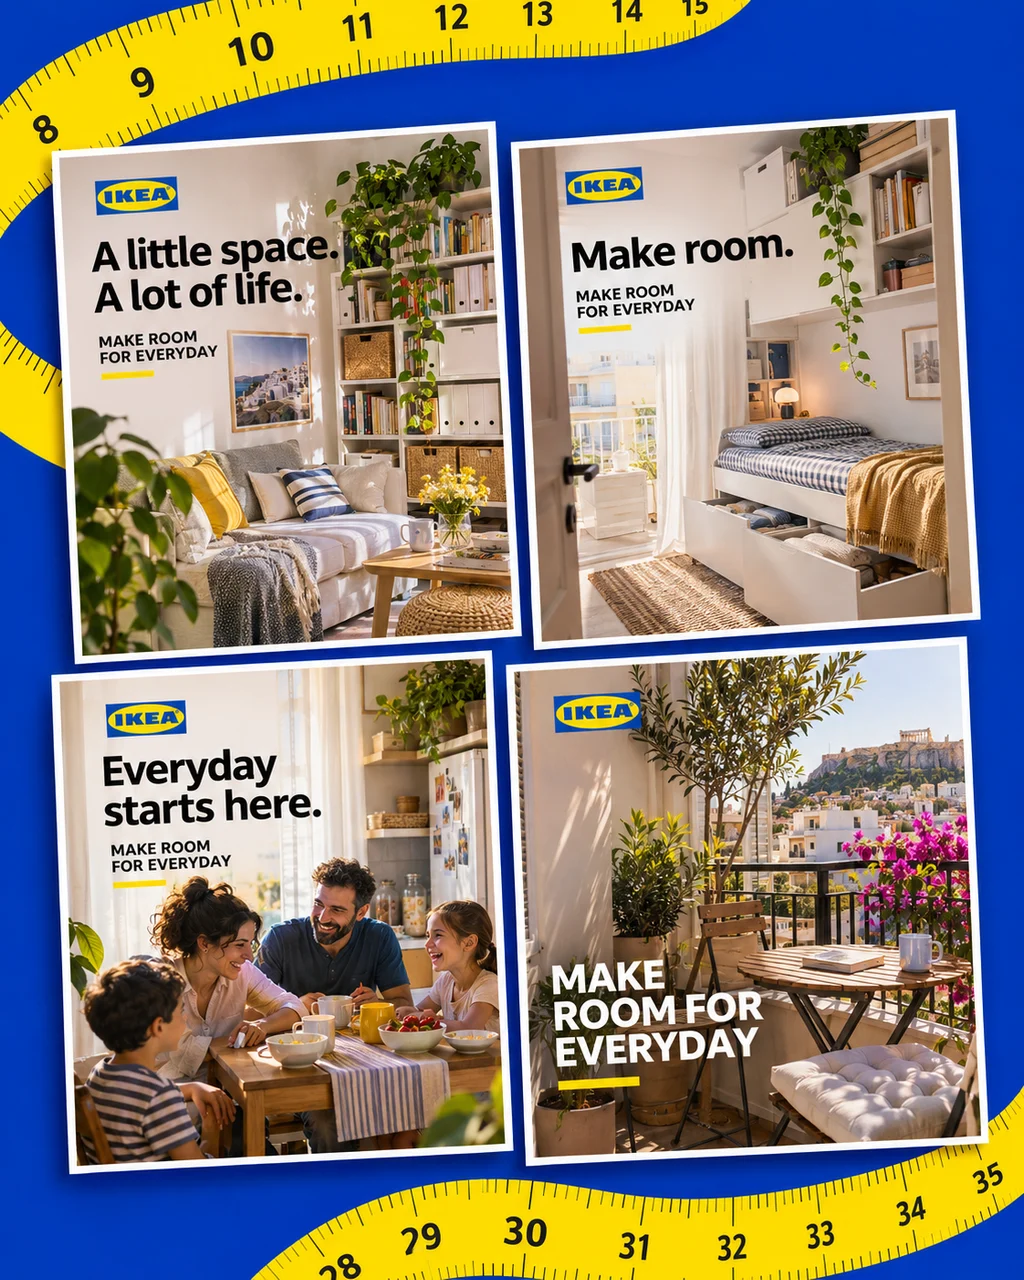 8 9 10 11 12 13 14 15
IKEA
A little space.
A lot of life.
MAKE ROOM
FOR EVERYDAY
IKEA
Make room.
MAKE ROOM
FOR EVERYDAY
IKEA
Everyday
starts here.
MAKE ROOM
FOR EVERYDAY
IKEA
MAKE
ROOM FOR
EVERYDAY
28 29 30 31 32 33 34 35